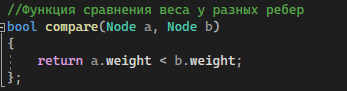 //Функция сравнения веса у разных ребер
bool compare(Node a, Node b)
{
return a.weight < b.weight;
};